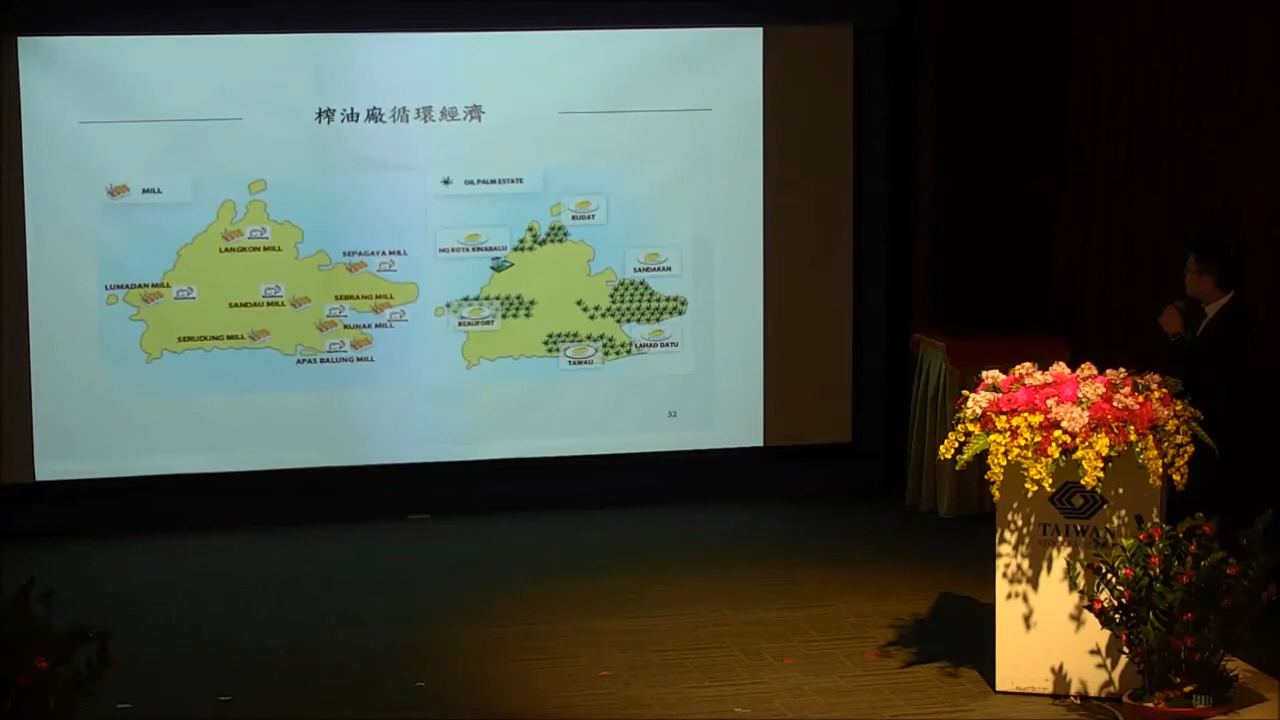 榨油廠循環經濟
MILL
LANGKON MILL
SEPAGAYA MILL
LUMADAN MILL
SANDAU MILL
SEBRANG MILL
KUNAK MILL
SERUDUNG MILL
APAS BALUNG MILL
OIL PALM ESTATE
KUDAT
HQ KOTA KINABALU
SANDAKAN
BEAUFORT
LAHAD DATU
TAWAU
32
TAIWAN